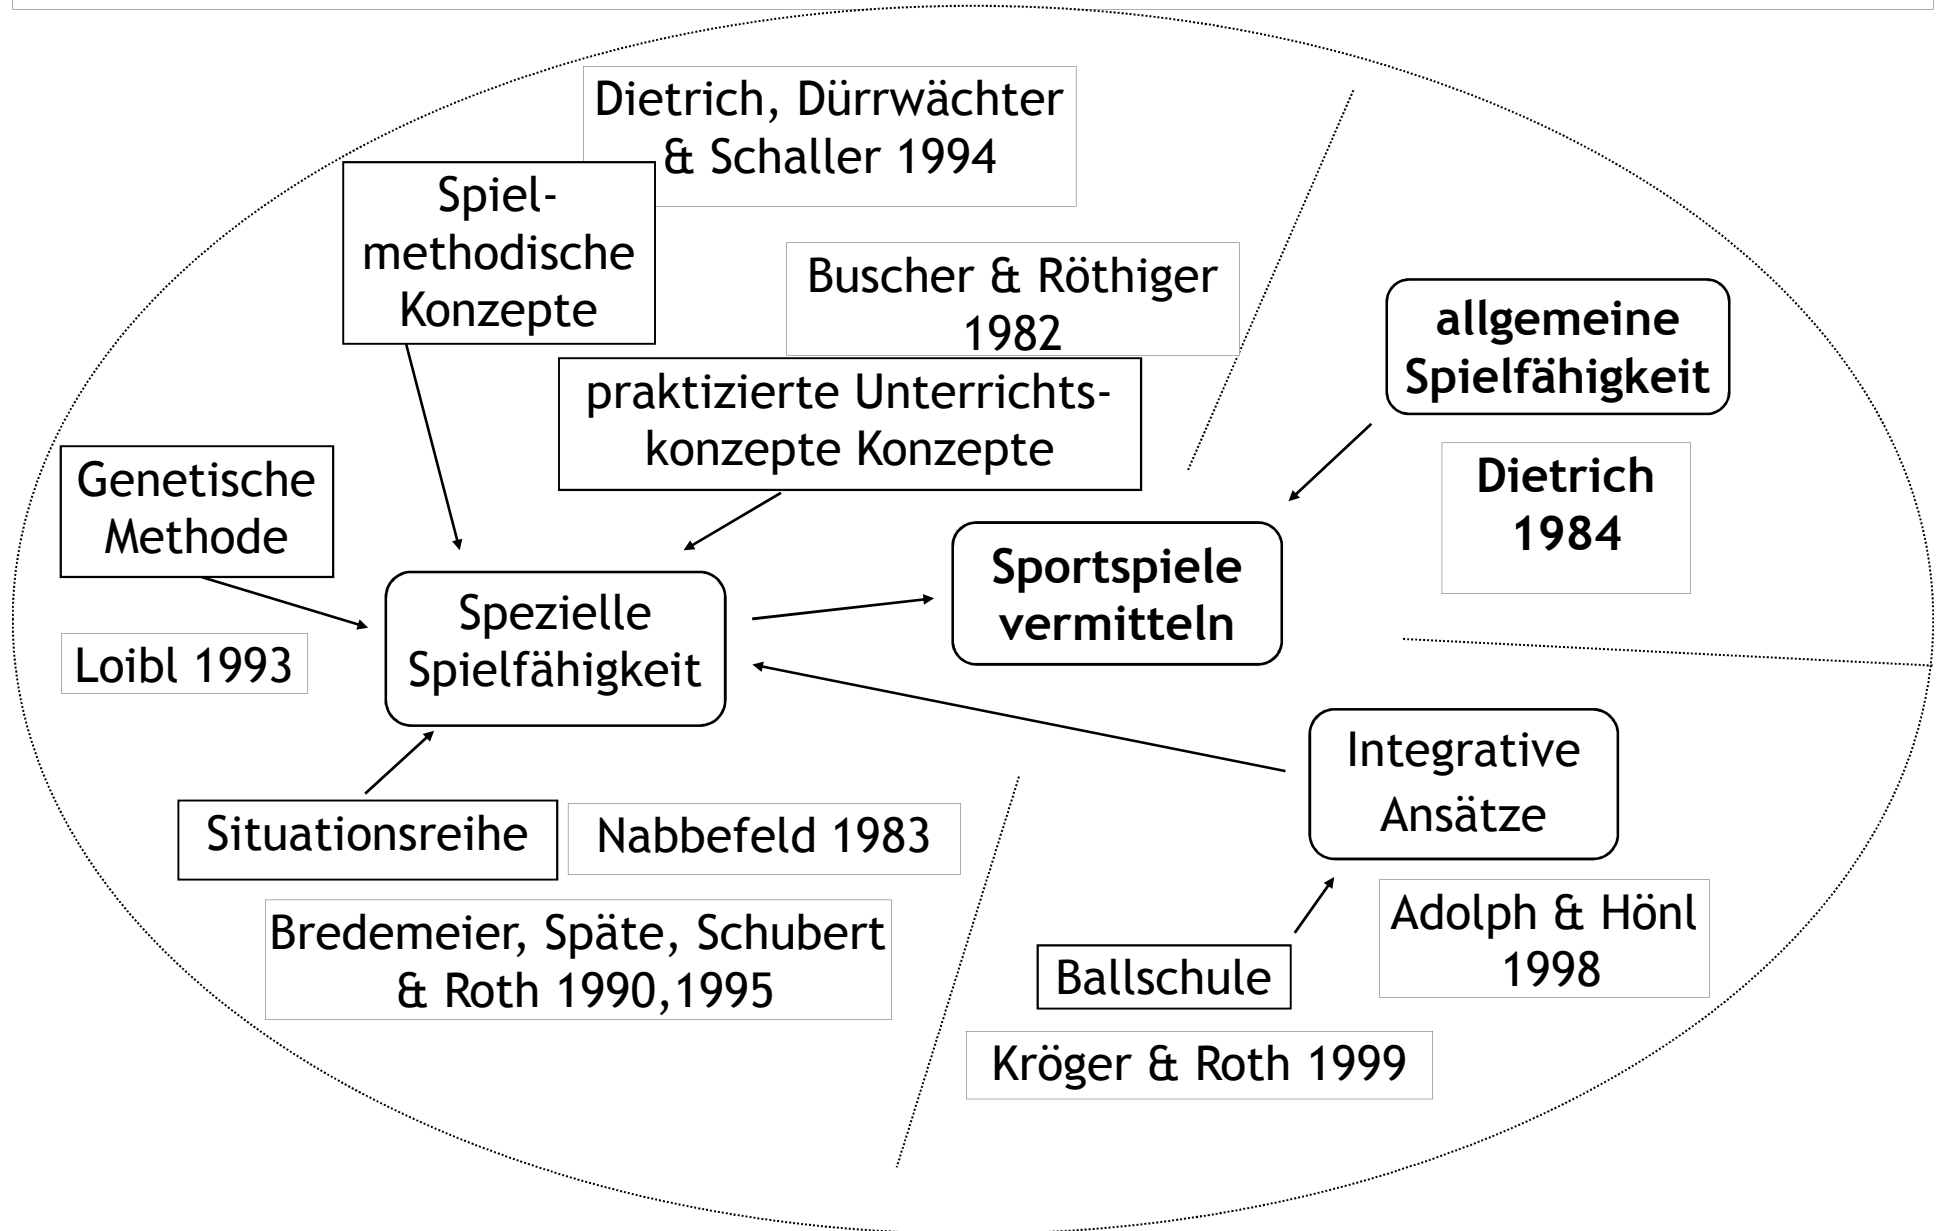 Dietrich, Dürrwächter
& Schaller 1994
Spiel-
methodische
Konzepte
Buscher & Röthiger
1982
praktizierte Unterrichts-
konzepte Konzepte
allgemeine
Spielfähigkeit
Dietrich
1984
Genetische
Methode
Loibl 1993
Spezielle
Spielfähigkeit
Sportspiele
vermitteln
Integrative
Ansätze
Situationsreihe
Nabbefeld 1983
Bredemeier, Späte, Schubert
& Roth 1990,1995
Adolph & Hönl
1998
Ballschule
Kröger & Roth 1999